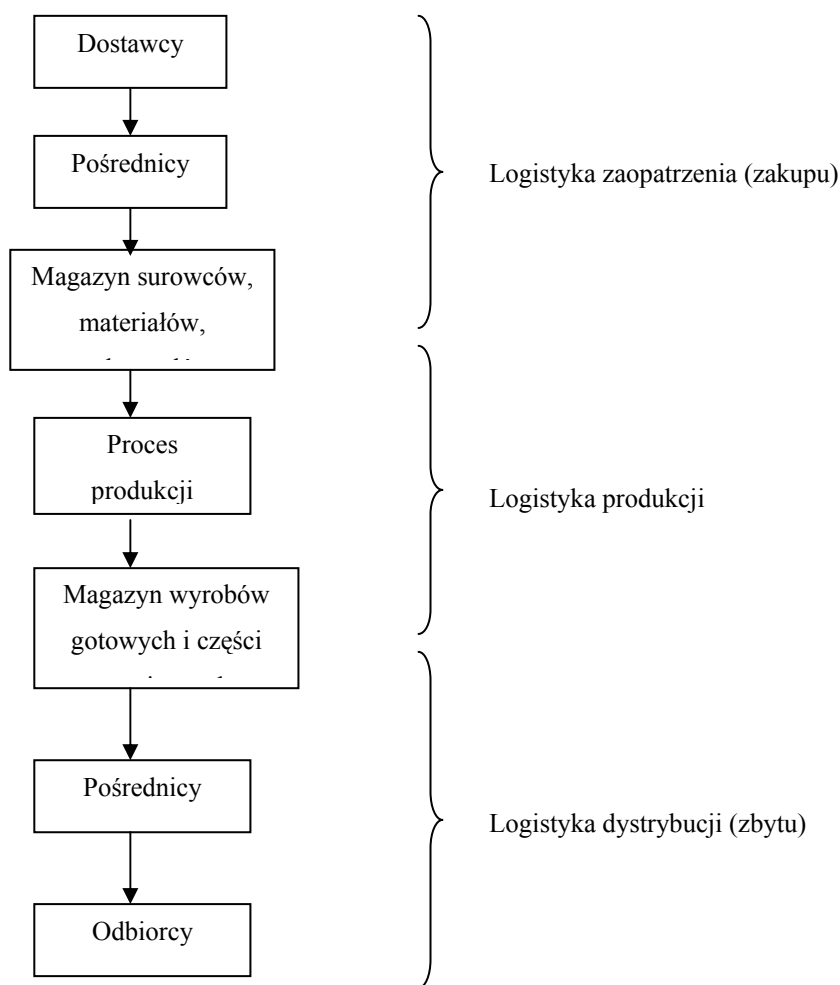 Dostawcy
Pośrednicy
Logistyka zaopatrzenia (zakupu)
Magazyn surowców,
materiałów,
Proces
produkcji
Logistyka produkcji
Magazyn wyrobów
gotowych i części
Pośrednicy
Logistyka dystrybucji (zbytu)
Odbiorcy